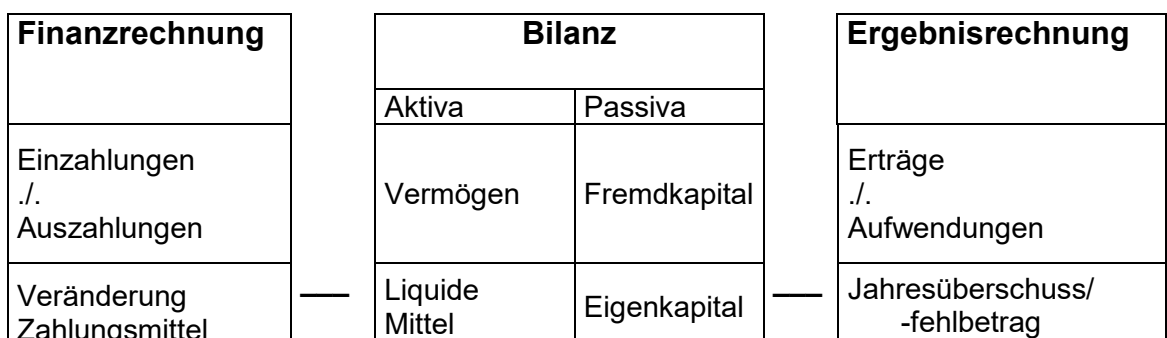 Finanzrechnung
Einzahlungen
./.
Auszahlungen
Veränderung
Zahlungsmittel
Bilanz
Aktiva
Passiva
Vermögen
Fremdkapital
Liquide
Mittel
Eigenkapital
Ergebnisrechnung
Erträge
./.
Aufwendungen
Jahresüberschuss/
-fehlbetrag